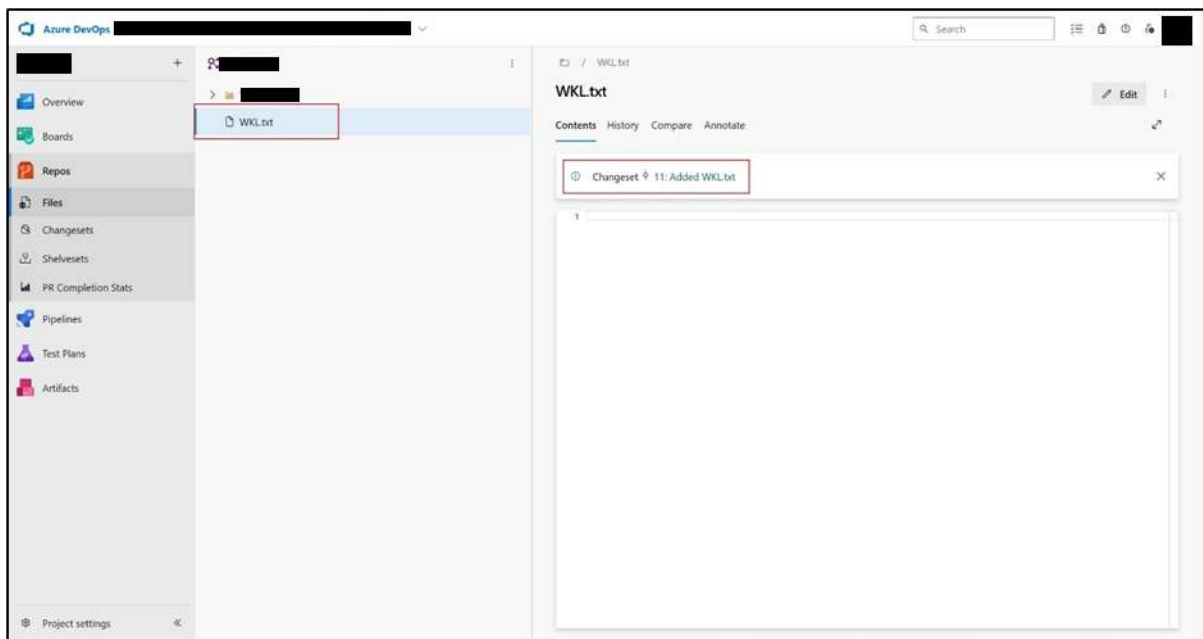 Azure DevOps
Search
Overview
Boards
Repos
Files
Changesets
Shelvesets
PR Completion Stats
Pipelines
Test Plans
Artifacts
Project settings
WKL.txt
/ WKL.txt
WKL.txt
Edit
Contents History Compare Annotate
Changeset 11: Added WKL.txt
1